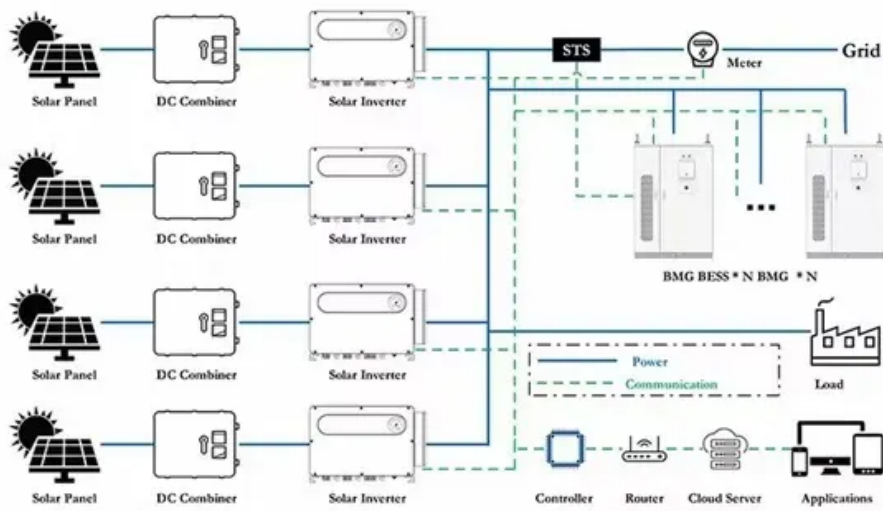 STS
Meter
Grid
Solar Panel
DC Combiner
Solar Inverter
Solar Panel
DC Combiner
Solar Inverter
BMG BESS * N BMG * N
Solar Panel
DC Combiner
Solar Inverter
Power
Communication
Load
Solar Panel
DC Combiner
Solar Inverter
Controller
Router
Cloud Server
Applications